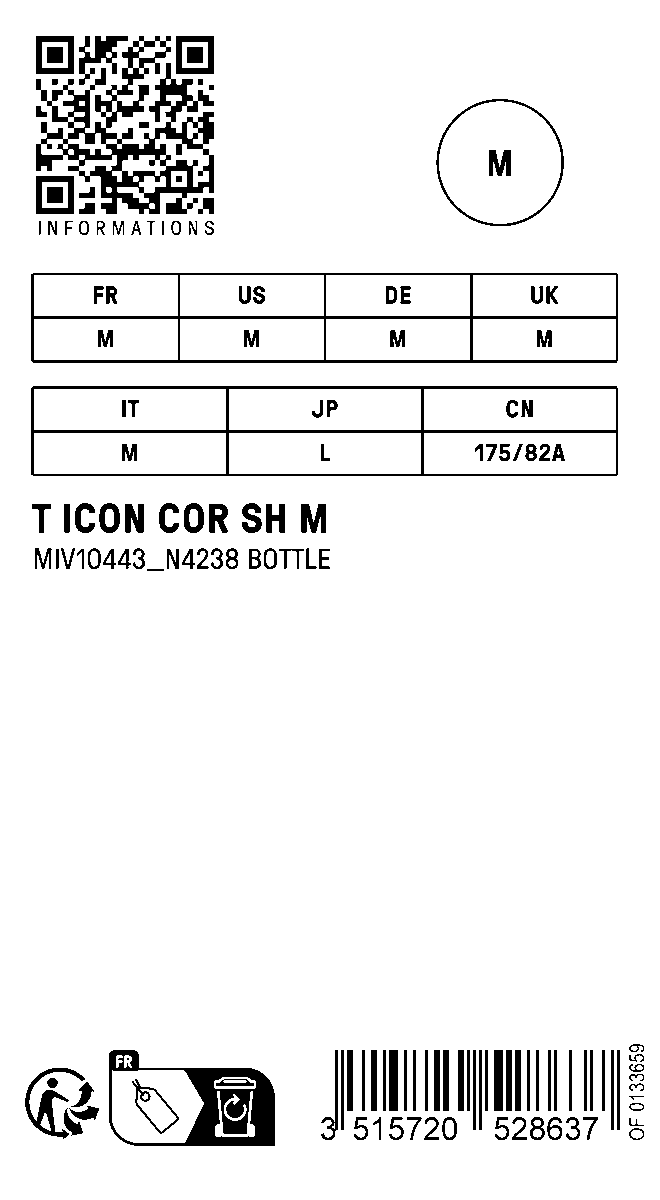 INFORMATIONS
M
FR US DE UK
M M M M
IT JP CN
M L 175/82A
T ICON COR SH M
MIV10443_N4238 BOTTLE
FR
3 515720 528637
OF 0133659